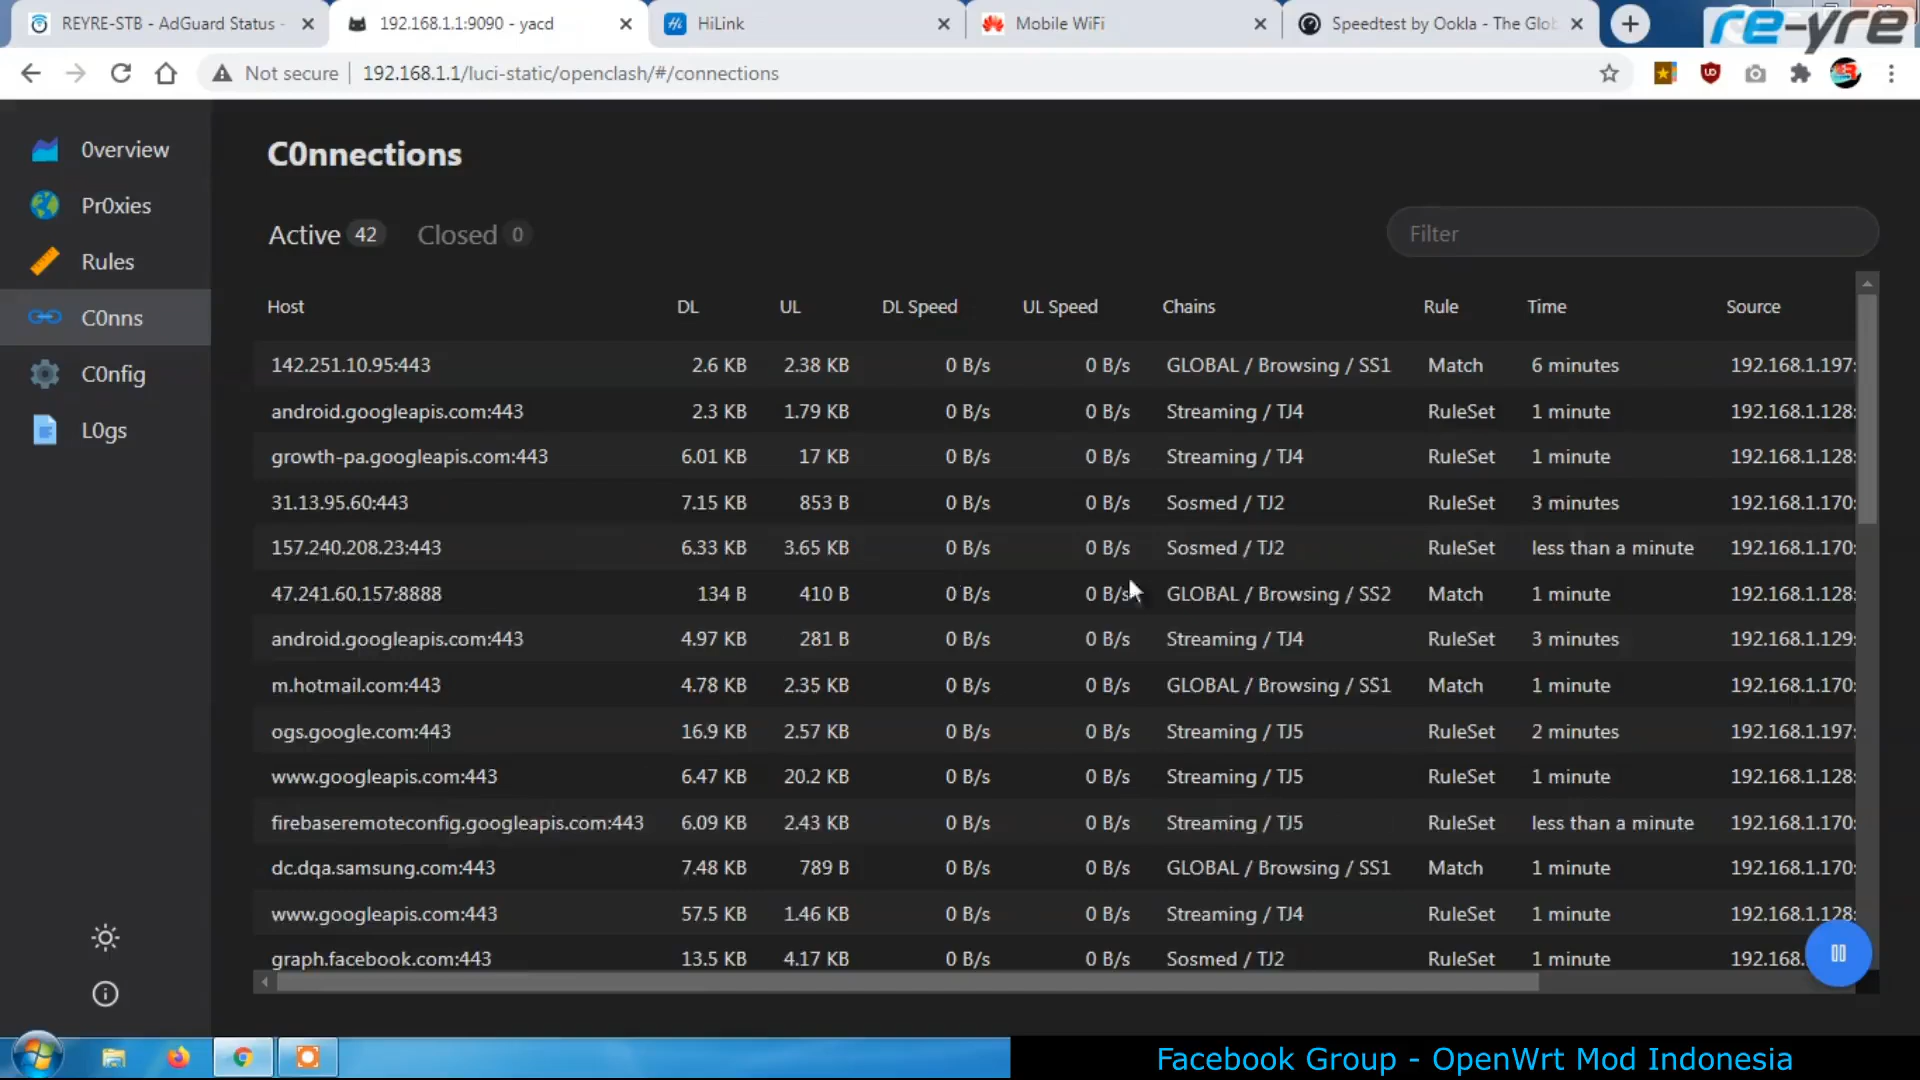 REYRE-STB - AdGuard Status -
192.168.1.1:9090 - yacd
HiLink
Mobile WiFi
Speedtest by Ookla - The Glob
re-yre
Not secure
192.168.1.1/luci-static/openclash/#/connections
0verview
Pr0xies
Rules
C0nns
C0nfig
L0gs
C0nnections
Active 42 Closed 0
Filter
Host DL UL DL Speed UL Speed Chains Rule Time Source
142.251.10.95:443 2.6 KB 2.38 KB 0 B/s 0 B/s GLOBAL / Browsing / SS1 Match 6 minutes 192.168.1.197:
android.googleapis.com:443 2.3 KB 1.79 KB 0 B/s 0 B/s Streaming / TJ4 RuleSet 1 minute 192.168.1.128:
growth-pa.googleapis.com:443 6.01 KB 17 KB 0 B/s 0 B/s Streaming / TJ4 RuleSet 1 minute 192.168.1.128:
31.13.95.60:443 7.15 KB 853 B 0 B/s 0 B/s Sosmed / TJ2 RuleSet 3 minutes 192.168.1.170:
157.240.208.23:443 6.33 KB 3.65 KB 0 B/s 0 B/s Sosmed / TJ2 RuleSet less than a minute 192.168.1.170:
47.241.60.157:8888 134 B 410 B 0 B/s 0 B/s GLOBAL / Browsing / SS2 Match 1 minute 192.168.1.128:
android.googleapis.com:443 4.97 KB 281 B 0 B/s 0 B/s Streaming / TJ4 RuleSet 3 minutes 192.168.1.129:
m.hotmail.com:443 4.78 KB 2.35 KB 0 B/s 0 B/s GLOBAL / Browsing / SS1 Match 1 minute 192.168.1.170:
ogs.google.com:443 16.9 KB 2.57 KB 0 B/s 0 B/s Streaming / TJ5 RuleSet 2 minutes 192.168.1.197:
www.googleapis.com:443 6.47 KB 20.2 KB 0 B/s 0 B/s Streaming / TJ5 RuleSet 1 minute 192.168.1.128:
firebaseremoteconfig.googleapis.com:443 6.09 KB 2.43 KB 0 B/s 0 B/s Streaming / TJ5 RuleSet less than a minute 192.168.1.170:
dc.dqa.samsung.com:443 7.48 KB 789 B 0 B/s 0 B/s GLOBAL / Browsing / SS1 Match 1 minute 192.168.1.170:
www.googleapis.com:443 57.5 KB 1.46 KB 0 B/s 0 B/s Streaming / TJ4 RuleSet 1 minute 192.168.1.128:
graph.facebook.com:443 13.5 KB 4.17 KB 0 B/s 0 B/s Sosmed / TJ2 RuleSet 1 minute 192.168.
Facebook Group - OpenWrt Mod Indonesia